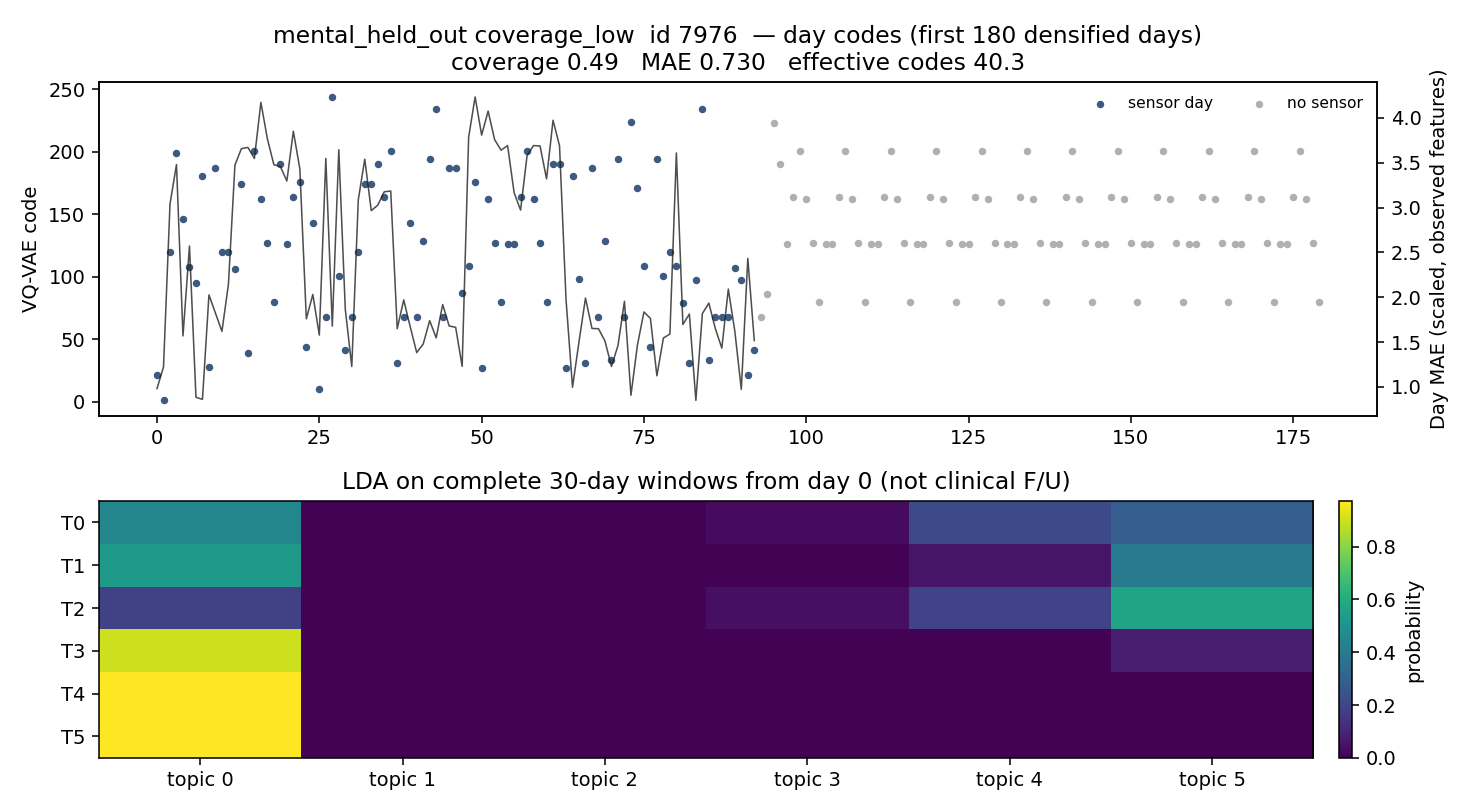 mental_held_out coverage_low  id 7976  — day codes (first 180 densified days)
coverage 0.49   MAE 0.730   effective codes 40.3
250
200
150
100
50
0
VQ-VAE code
sensor day
no sensor
4.0
3.5
3.0
2.5
2.0
1.5
1.0
Day MAE (scaled, observed features)
0
25
50
75
100
125
150
175
LDA on complete 30-day windows from day 0 (not clinical F/U)
T0
T1
T2
T3
T4
T5
topic 0
topic 1
topic 2
topic 3
topic 4
topic 5
0.8
0.6
0.4
0.2
0.0
probability